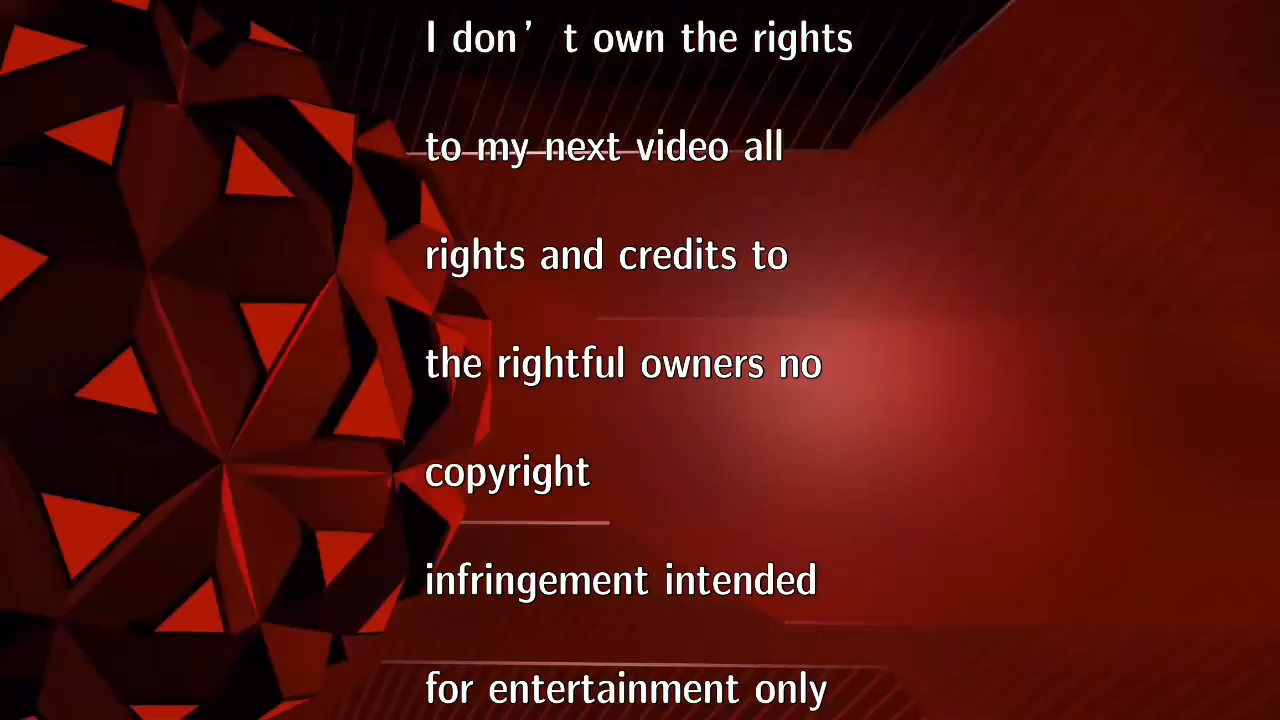 I don’t own the rights
to my next video all
rights and credits to
the rightful owners no
copyright
infringement intended
for entertainment only